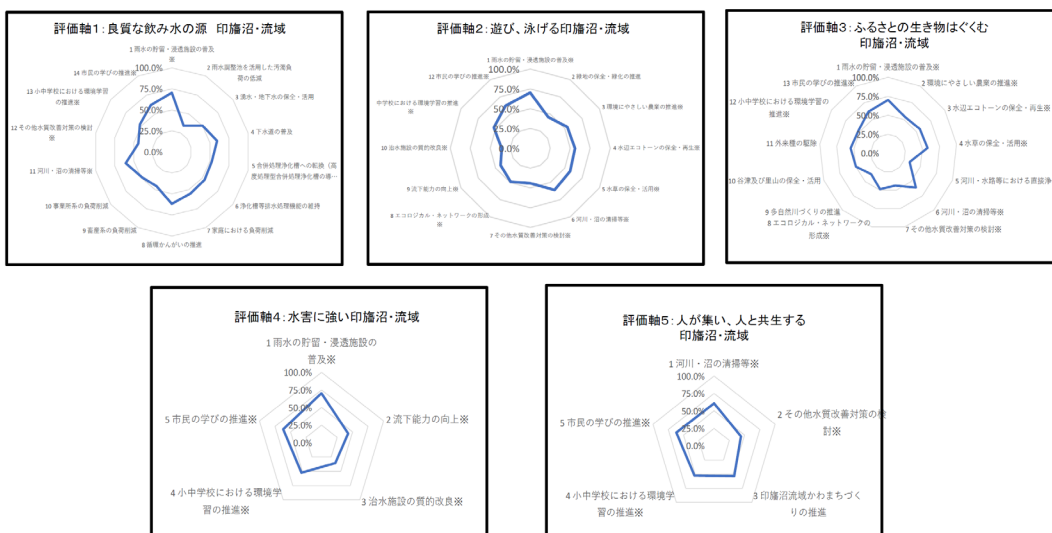 評価軸1：良質な飲み水の源　印旛沼・流域
1 雨水の貯留・浸透施設の普及
※
2 雨水調整池を活用した汚濁負
荷の低減
3 湧水・地下水の保全・活用
4 下水道の普及
5 合併処理浄化槽への転換（高
度処理型合併処理浄化槽の導…
6 浄化槽等排水処理機能の維持
7 家庭における負荷削減
8 循環かんがいの推進
9 畜産系の負荷削減
10 事業所系の負荷削減
11 河川・沼の清掃等※
12 その他水質改善対策の検討
※
13 小中学校における環境学習
の推進※
14 市民の学びの推進※
100.0%
75.0%
50.0%
25.0%
0.0%
評価軸2：遊び、泳げる印旛沼・流域
1 雨水の貯留・浸透施設の普及※
2 緑地の保全・緑化の推進
3 環境にやさしい農業の推進※
4 水辺エコトーンの保全・再生※
5 水草の保全・活用※
6 河川・沼の清掃等※
7 その他水質改善対策の検討※
8 エコロジカル・ネットワークの形成
※
9 流下能力の向上※
10 治水施設の質的改良※
中学校における環境学習の推進
※
12 市民の学びの推進※
100.0%
75.0%
50.0%
25.0%
0.0%
評価軸3：ふるさとの生き物はぐくむ
印旛沼・流域
1 雨水の貯留・浸透施設の普及※
2 環境にやさしい農業の推進※
3 水辺エコトーンの保全・再生※
4 水草の保全・活用※
5 河川・水路等における直接浄
6 河川・沼の清掃等※
7 その他水質改善対策の検討※
8 エコロジカル・ネットワークの
形成※
9 多自然川づくりの推進
10 谷津及び里山の保全・活用
11 外来種の駆除
12 小中学校における環境学習の
推進※
13 市民の学びの推進※
100.0%
75.0%
50.0%
25.0%
0.0%
評価軸4：水害に強い印旛沼・流域
1 雨水の貯留・浸透施設の
普及※
2 流下能力の向上※
3 治水施設の質的改良※
4 小中学校における環境学
習の推進※
5 市民の学びの推進※
100.0%
75.0%
50.0%
25.0%
0.0%
評価軸5：人が集い、人と共生する
印旛沼・流域
1 河川・沼の清掃等※
2 その他水質改善対策の検
討※
3 印旛沼流域かわまちづく
りの推進
4 小中学校における環境学
習の推進※
5 市民の学びの推進※
100.0%
75.0%
50.0%
25.0%
0.0%